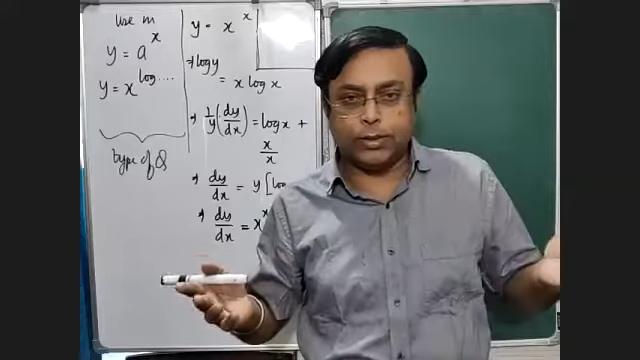 use in
y = a^x
y = x^log....
type of Q
y = x^x
⇒ log y
= x log x
⇒ 1/y (dy/dx) = log x +
x/x
⇒ dy/dx = y [lo
⇒ dy/dx = x^x